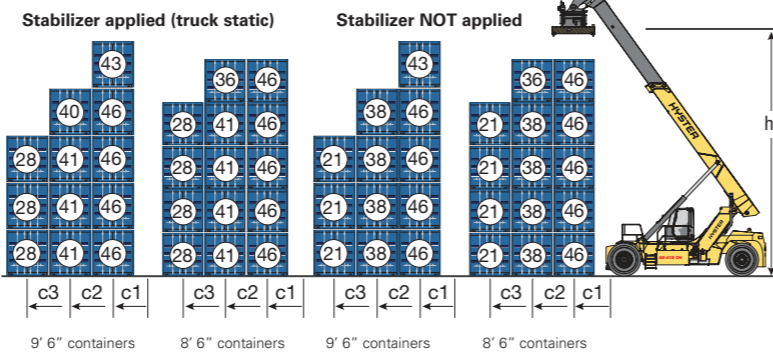 Stabilizer applied (truck static)
Stabilizer NOT applied
43
40 46
28 41 46
28 41 46
28 41 46
36 46
28 41 46
28 41 46
28 41 46
28 41 46
43
38 46
21 38 46
21 38 46
21 38 46
36 46
21 38 46
21 38 46
21 38 46
21 38 46
HYSTER
HYSTER
h
c3 c2 c1
c3 c2 c1
c3 c2 c1
c3 c2 c1
9’ 6” containers
8’ 6” containers
9’ 6” containers
8’ 6” containers